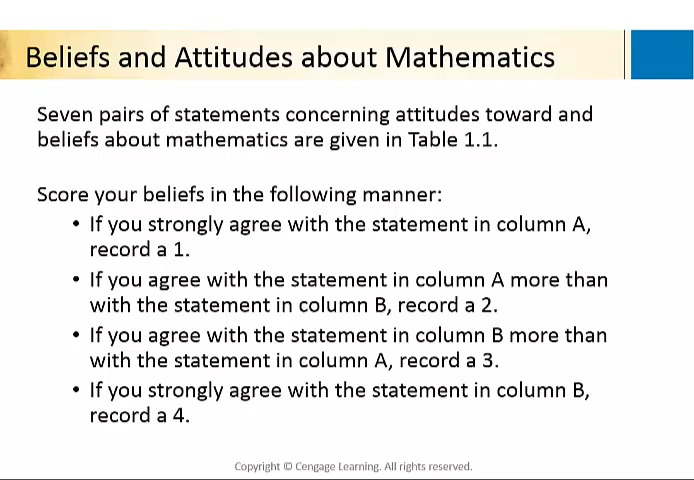 Beliefs and Attitudes about Mathematics
Seven pairs of statements concerning attitudes toward and
beliefs about mathematics are given in Table 1.1.
Score your beliefs in the following manner:
• If you strongly agree with the statement in column A,
record a 1.
• If you agree with the statement in column A more than
with the statement in column B, record a 2.
• If you agree with the statement in column B more than
with the statement in column A, record a 3.
• If you strongly agree with the statement in column B,
record a 4.
Copyright © Cengage Learning. All rights reserved.